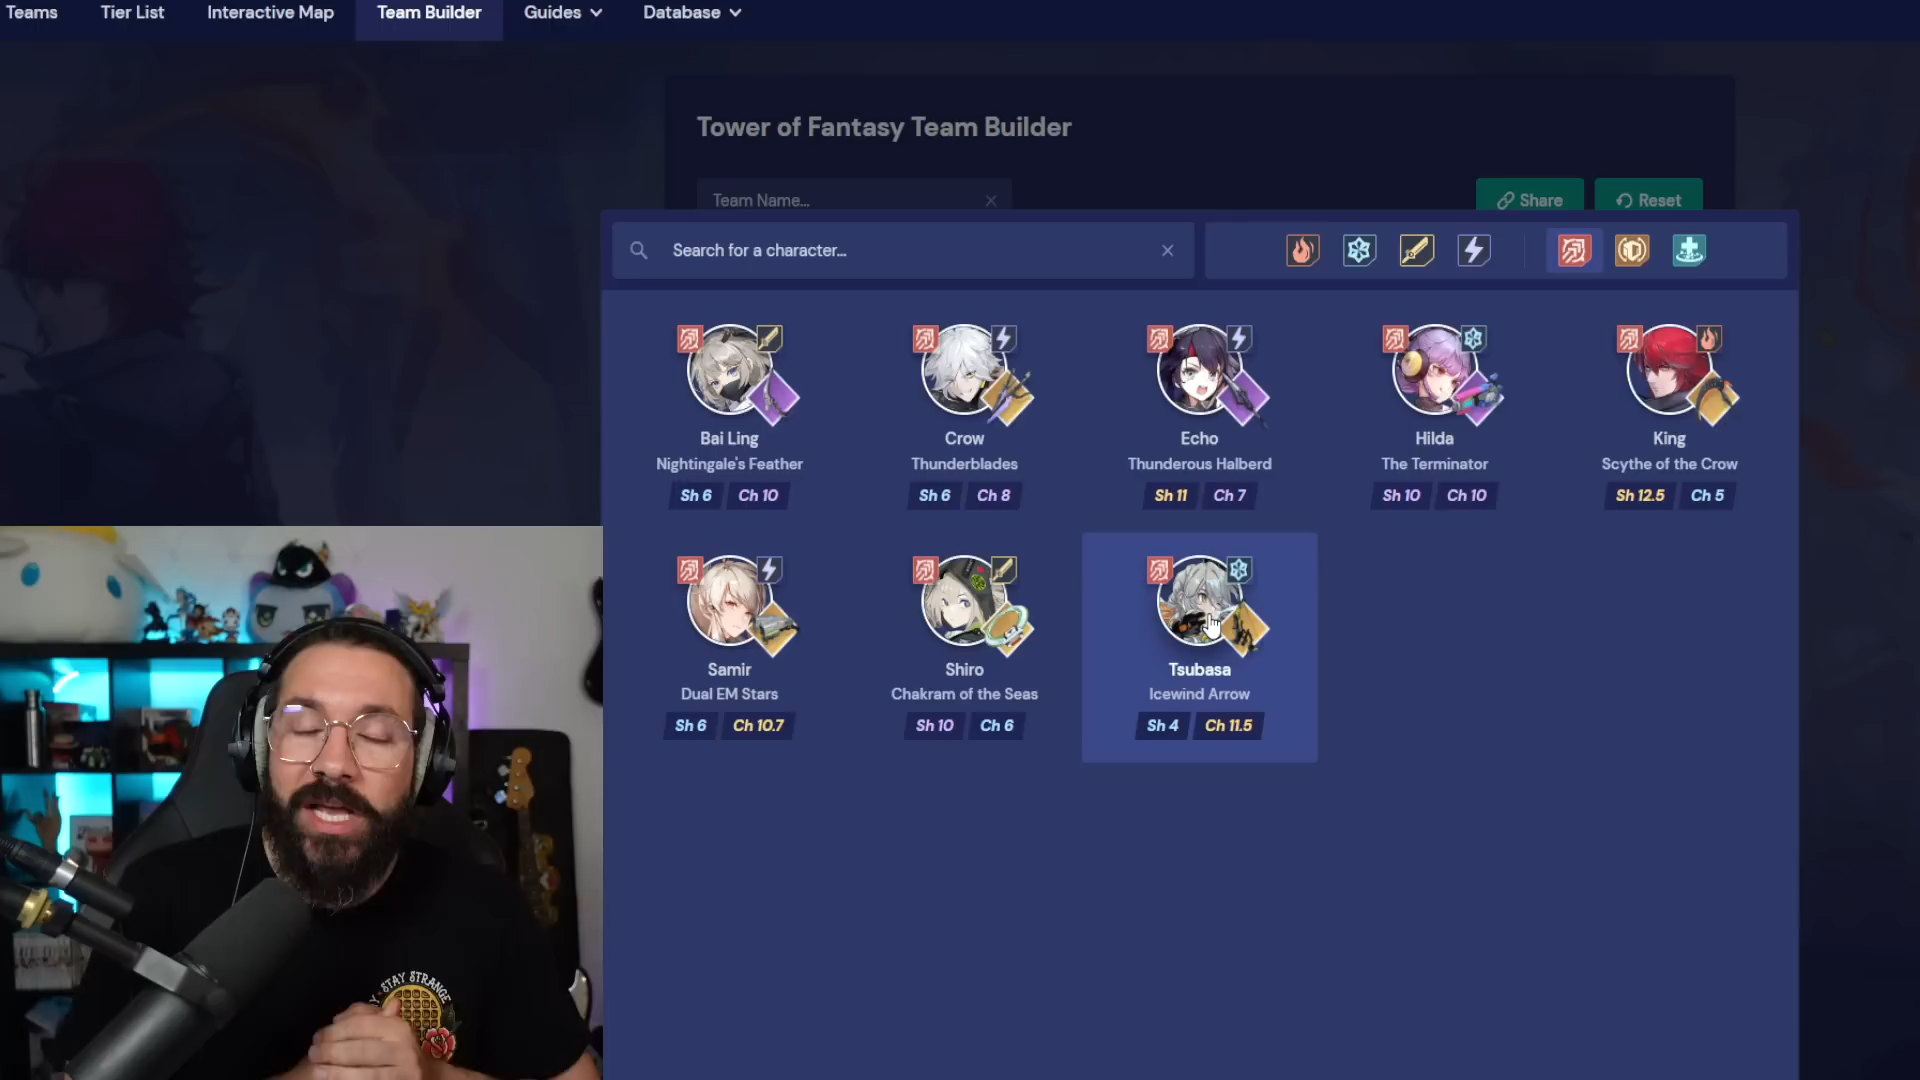 Teams
Tier List
Interactive Map
Team Builder
Guides
Database
Tower of Fantasy Team Builder
Team Name...
Share
Reset
Search for a character...
Bai Ling
Nightingale's Feather
Sh 6
Ch 10
Crow
Thunderblades
Sh 6
Ch 8
Echo
Thunderous Halberd
Sh 11
Ch 7
Hilda
The Terminator
Sh 10
Ch 10
King
Scythe of the Crow
Sh 12.5
Ch 5
Samir
Dual EM Stars
Sh 6
Ch 10.7
Shiro
Chakram of the Seas
Sh 10
Ch 6
Tsubasa
Icewind Arrow
Sh 4
Ch 11.5
STAY STRANGE